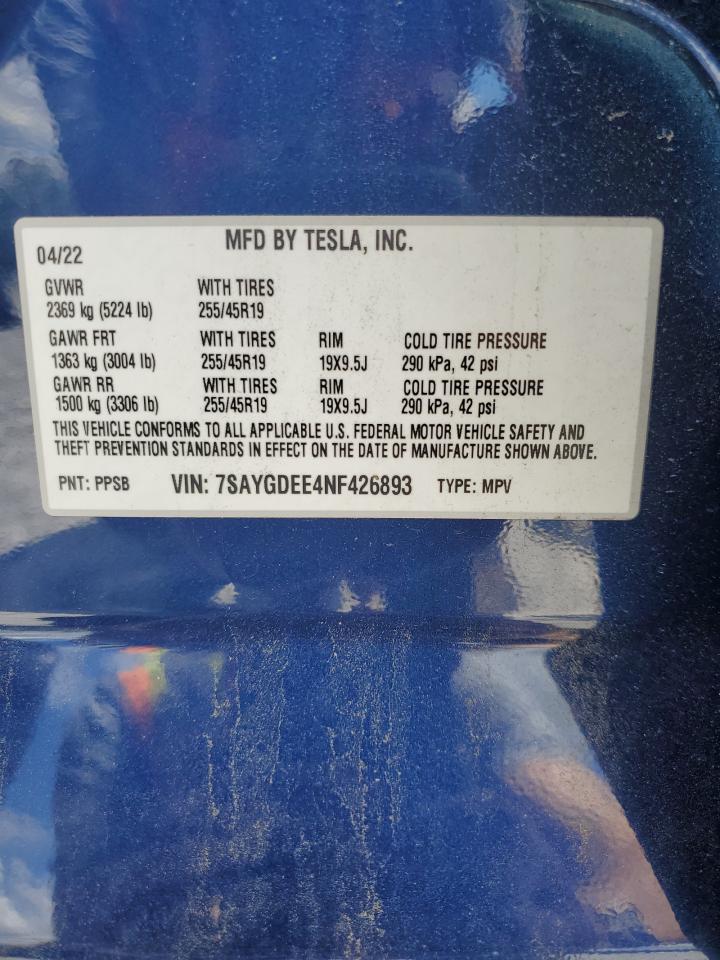 MFD BY TESLA, INC.
04/22
GVWR WITH TIRES
2369 kg (5224 lb) 255/45R19
GAWR FRT WITH TIRES RIM COLD TIRE PRESSURE
1363 kg (3004 lb) 255/45R19 19X9.5J 290 kPa, 42 psi
GAWR RR WITH TIRES RIM COLD TIRE PRESSURE
1500 kg (3306 lb) 255/45R19 19X9.5J 290 kPa, 42 psi
THIS VEHICLE CONFORMS TO ALL APPLICABLE U.S. FEDERAL MOTOR VEHICLE SAFETY AND
THEFT PREVENTION STANDARDS IN EFFECT ON THE DATE OF MANUFACTURE SHOWN ABOVE.
PNT: PPSB VIN: 7SAYGDEE4NF426893 TYPE: MPV